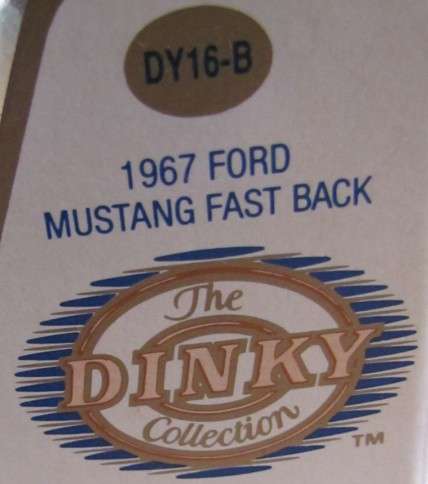 DY16-B
1967 FORD
MUSTANG FAST BACK
The
DINKY
Collection
TM